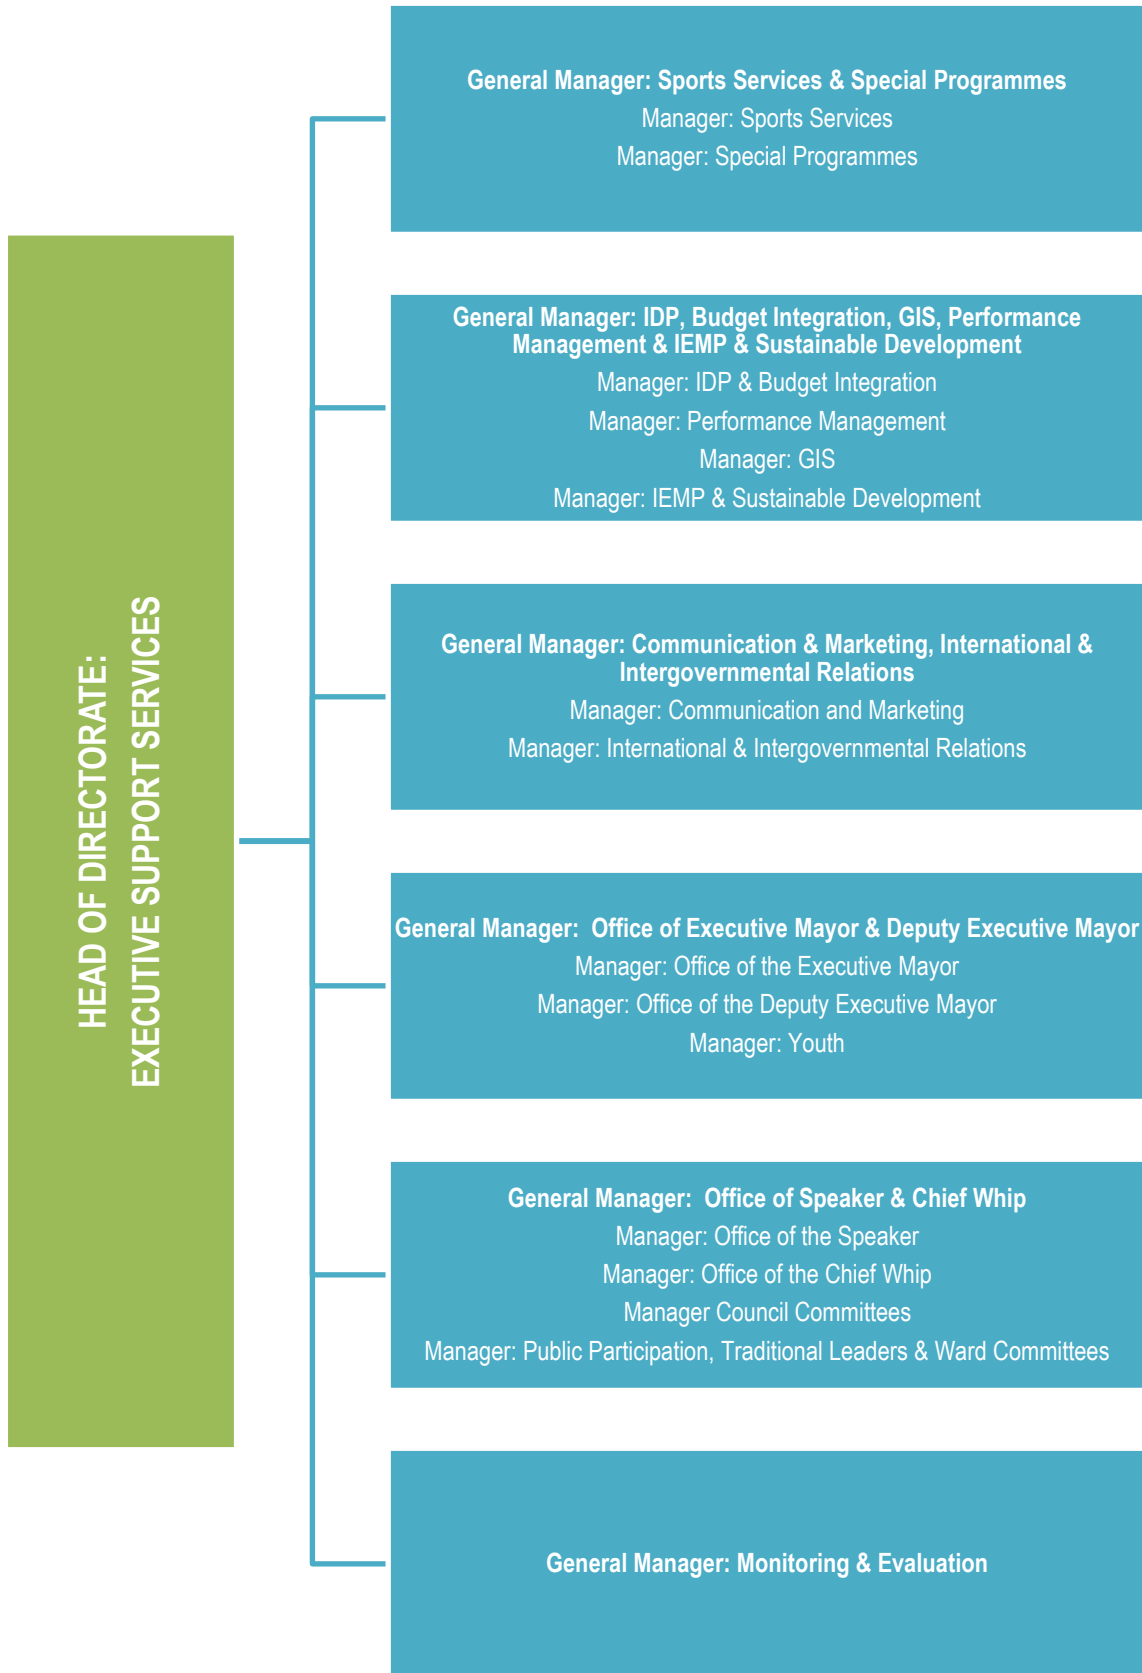 HEAD OF DIRECTORATE:
EXECUTIVE SUPPORT SERVICES
General Manager: Sports Services & Special Programmes
Manager: Sports Services
Manager: Special Programmes
General Manager: IDP, Budget Integration, GIS, Performance
Management & IEMP & Sustainable Development
Manager: IDP & Budget Integration
Manager: Performance Management
Manager: GIS
Manager: IEMP & Sustainable Development
General Manager: Communication & Marketing, International &
Intergovernmental Relations
Manager: Communication and Marketing
Manager: International & Intergovernmental Relations
General Manager:  Office of Executive Mayor & Deputy Executive Mayor
Manager: Office of the Executive Mayor
Manager: Office of the Deputy Executive Mayor
Manager: Youth
General Manager:  Office of Speaker & Chief Whip
Manager: Office of the Speaker
Manager: Office of the Chief Whip
Manager Council Committees
Manager: Public Participation, Traditional Leaders & Ward Committees
General Manager: Monitoring & Evaluation